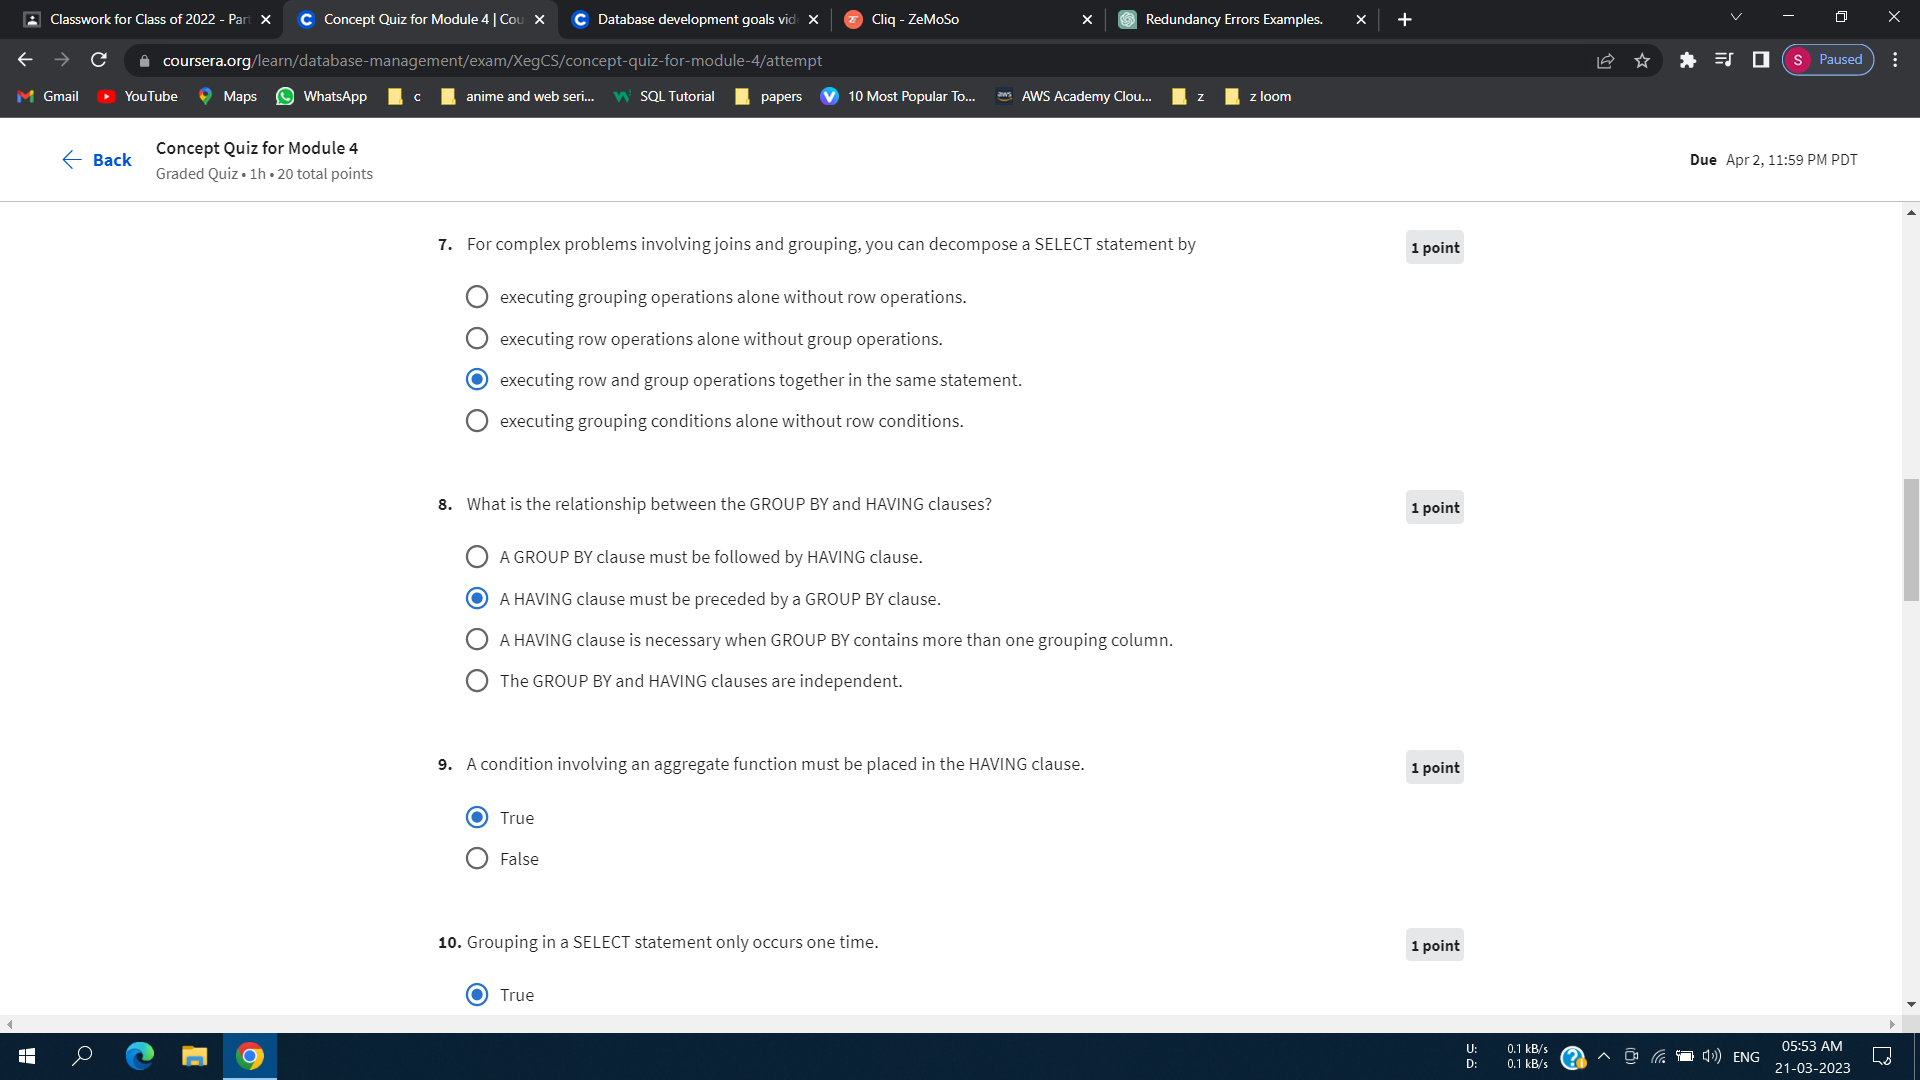 Classwork for Class of 2022 - Par
Concept Quiz for Module 4 | Cou
Database development goals vid
Cliq - ZeMoSo
Redundancy Errors Examples.
coursera.org/learn/database-management/exam/XegCS/concept-quiz-for-module-4/attempt
S Paused
Gmail YouTube Maps WhatsApp c anime and web seri... SQL Tutorial papers 10 Most Popular To... aws AWS Academy Clou... z z loom
Back
Concept Quiz for Module 4
Graded Quiz • 1h • 20 total points
Due Apr 2, 11:59 PM PDT
7. For complex problems involving joins and grouping, you can decompose a SELECT statement by
1 point
executing grouping operations alone without row operations.
executing row operations alone without group operations.
executing row and group operations together in the same statement.
executing grouping conditions alone without row conditions.
8. What is the relationship between the GROUP BY and HAVING clauses?
1 point
A GROUP BY clause must be followed by HAVING clause.
A HAVING clause must be preceded by a GROUP BY clause.
A HAVING clause is necessary when GROUP BY contains more than one grouping column.
The GROUP BY and HAVING clauses are independent.
9. A condition involving an aggregate function must be placed in the HAVING clause.
1 point
True
False
10. Grouping in a SELECT statement only occurs one time.
1 point
True
U: 0.1 kB/s
D: 0.1 kB/s
ENG
05:53 AM
21-03-2023